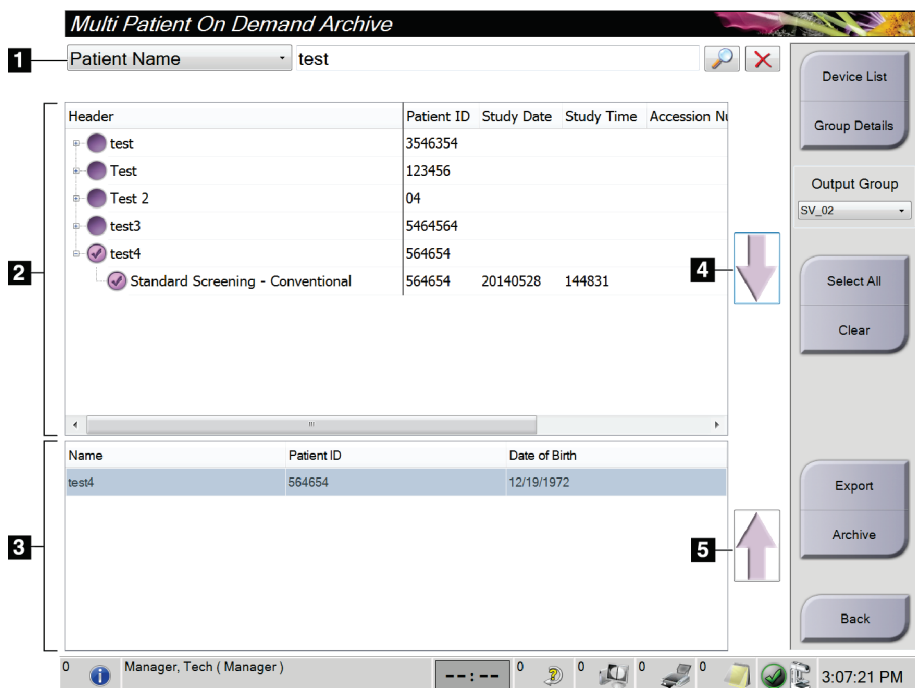 Multi Patient On Demand Archive
1 Patient Name test
Device List
Group Details
Output Group
SV_02
2
Header Patient ID Study Date Study Time Accession Nu
test 3546354
Test 123456
Test 2 04
test3 5464564
test4 564654
Standard Screening - Conventional 564654 20140528 144831
4
Select All
Clear
3
Name Patient ID Date of Birth
test4 564654 12/19/1972
5
Export
Archive
Back
0 Manager, Tech ( Manager ) --:-- 0 0 0 0 3:07:21 PM